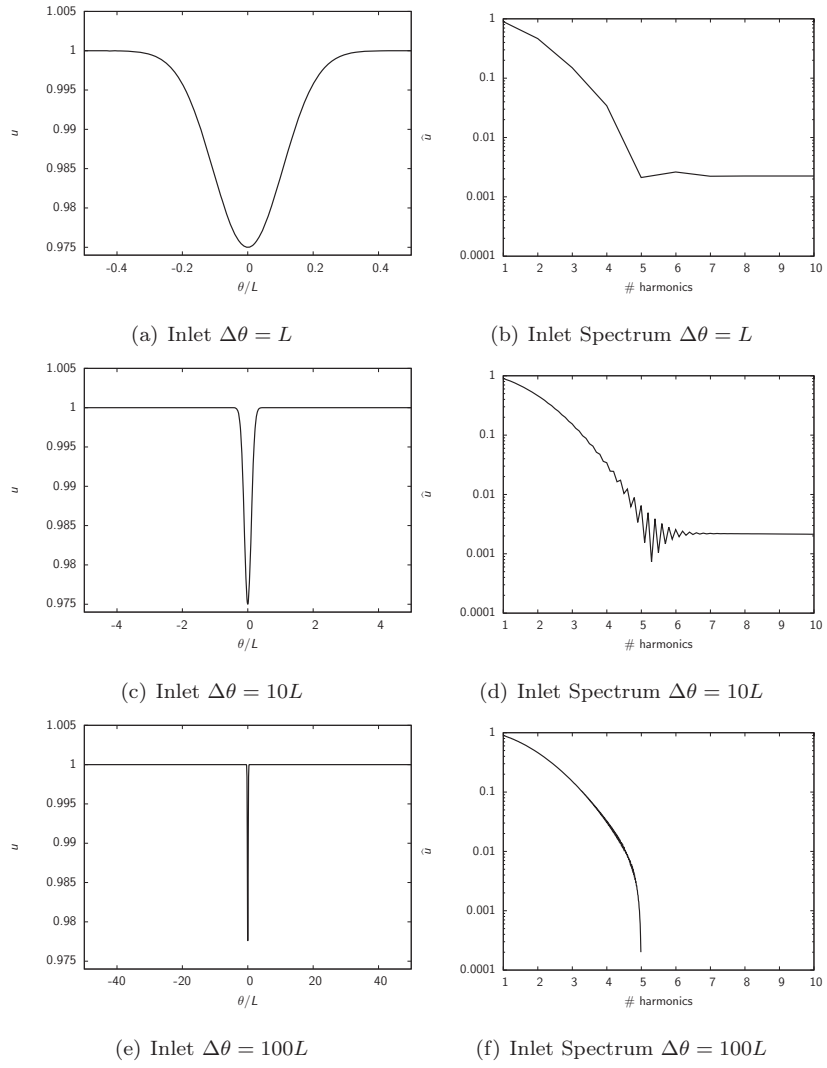 1.005
1
0.995
0.99
0.985
0.98
0.975
u
-0.4 -0.2 0 0.2 0.4
θ/L
(a) Inlet Δθ = L
1
0.1
0.01
0.001
0.0001
û
1 2 3 4 5 6 7 8 9 10
# harmonics
(b) Inlet Spectrum Δθ = L
1.005
1
0.995
0.99
0.985
0.98
0.975
u
-4 -2 0 2 4
θ/L
(c) Inlet Δθ = 10L
1
0.1
0.01
0.001
0.0001
û
1 2 3 4 5 6 7 8 9 10
# harmonics
(d) Inlet Spectrum Δθ = 10L
1.005
1
0.995
0.99
0.985
0.98
0.975
u
-40 -20 0 20 40
θ/L
(e) Inlet Δθ = 100L
1
0.1
0.01
0.001
0.0001
û
1 2 3 4 5 6 7 8 9 10
# harmonics
(f) Inlet Spectrum Δθ = 100L